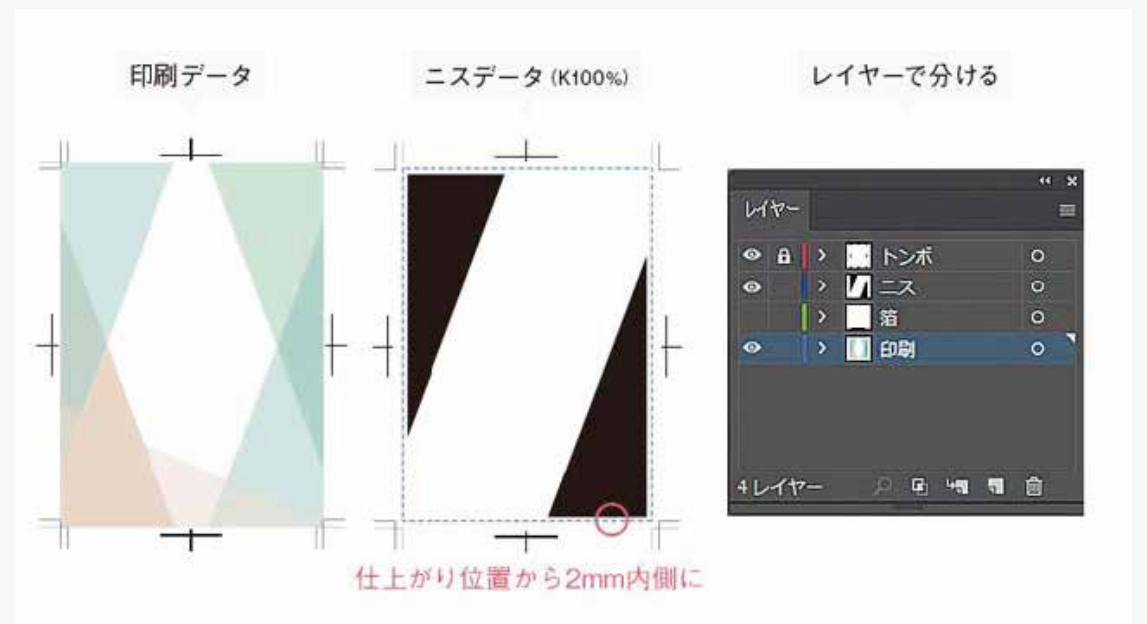 印刷データ
ニスデータ(K100%)
レイヤーで分ける
レイヤー
トンボ
ニス
箔
印刷
4 レイヤー
仕上がり位置から2mm内側に